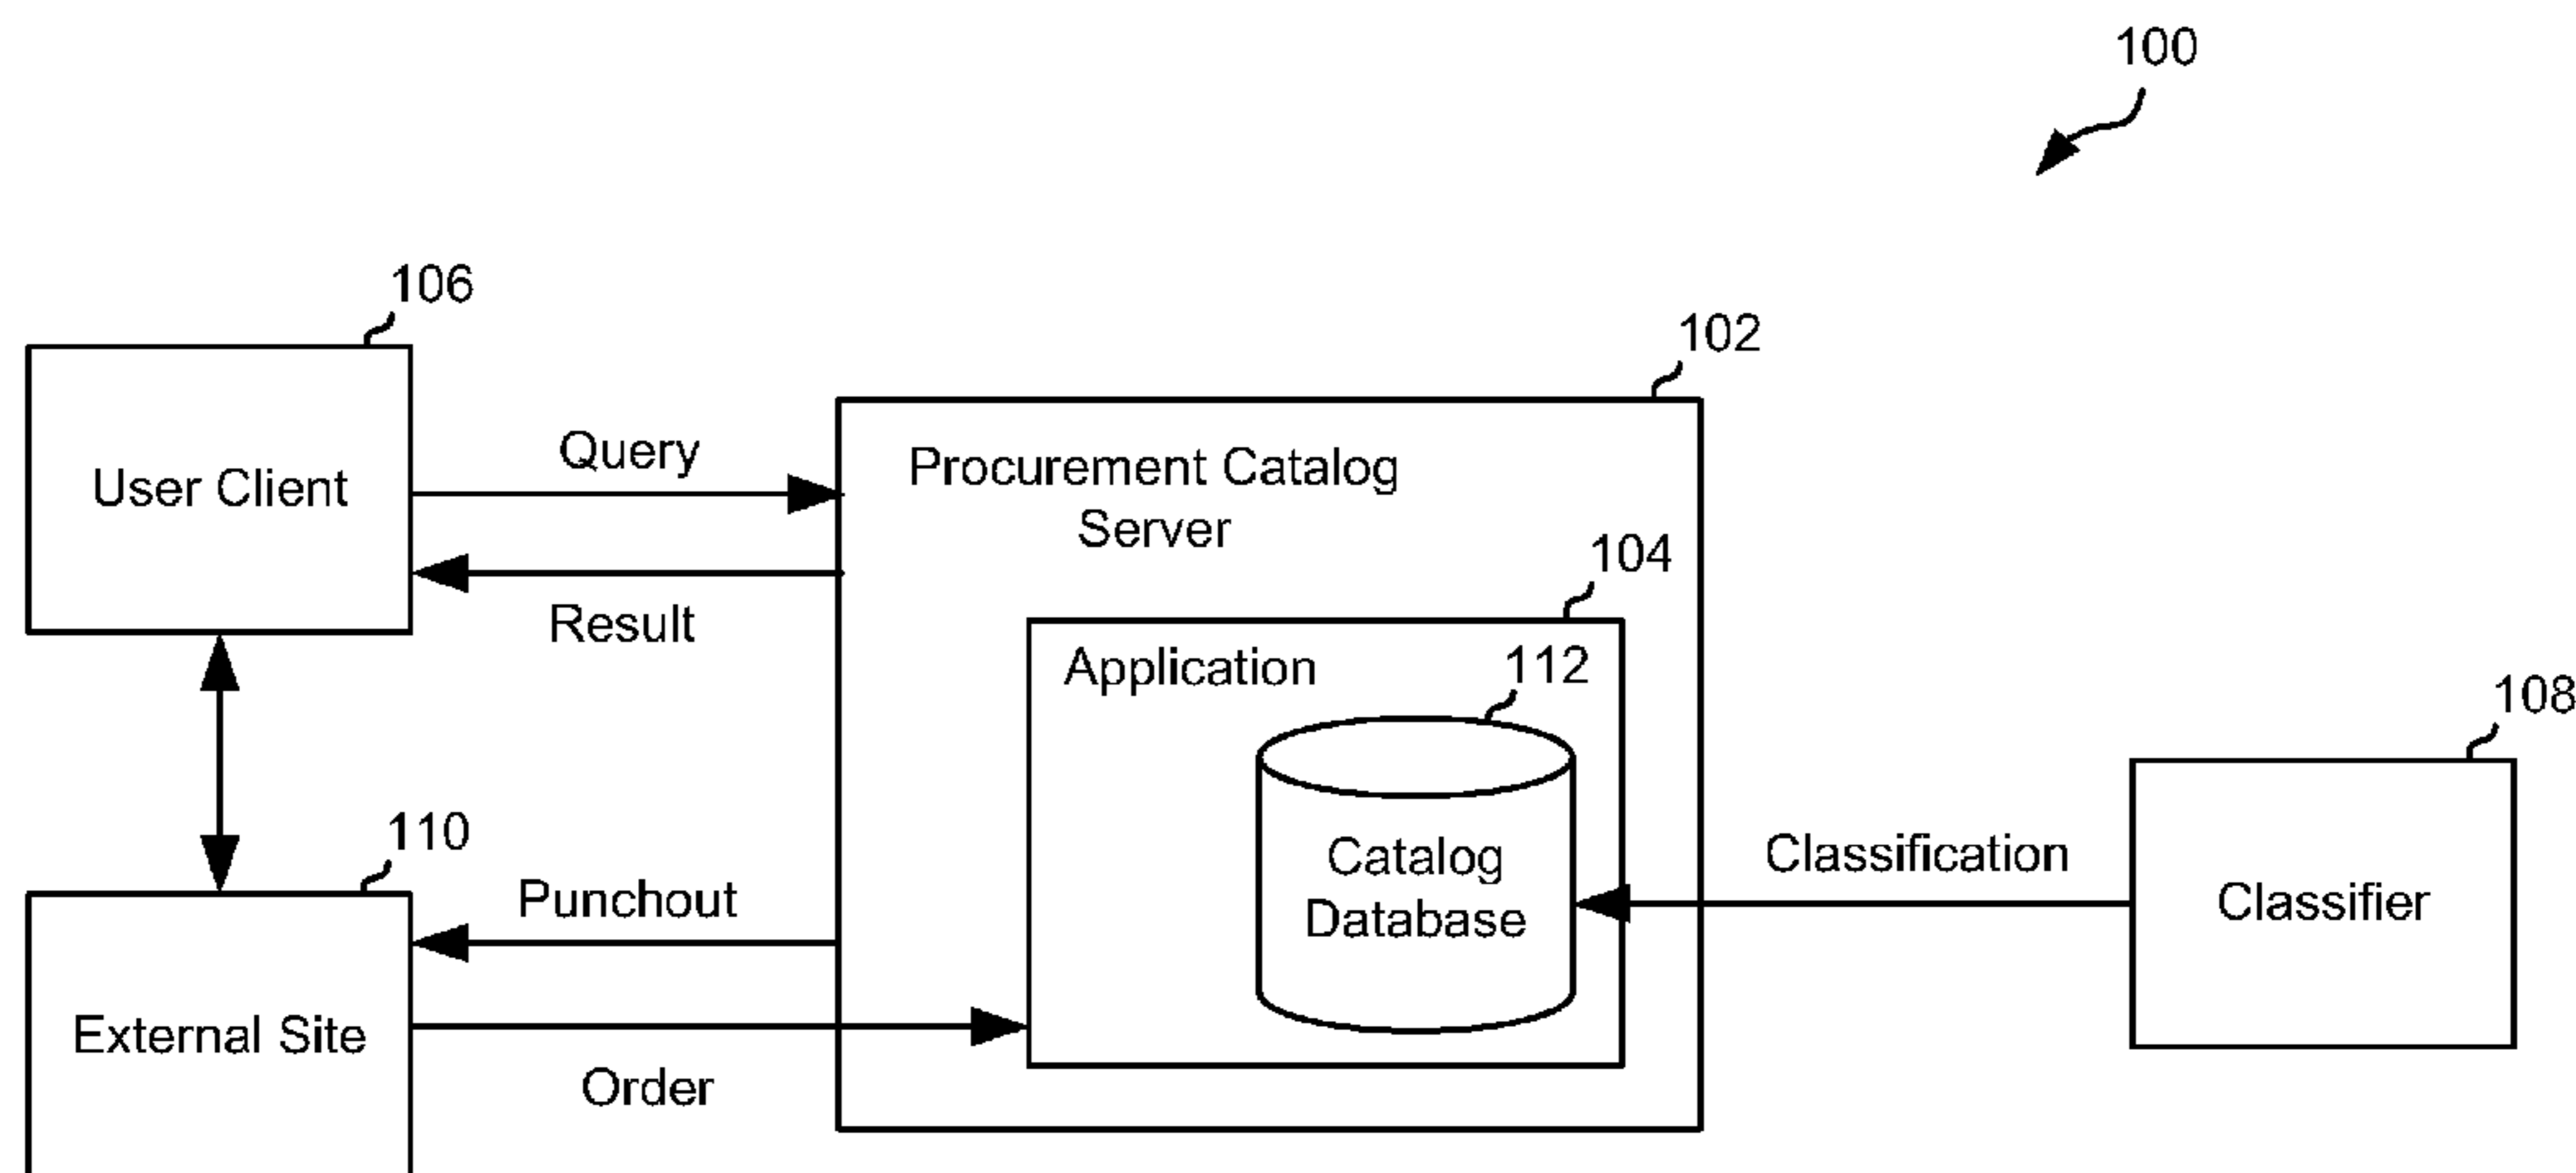 100
106
102
User Client
Query
Result
Procurement Catalog
Server
104
Application
112
Catalog
Database
108
Classification
Classifier
110
External Site
Punchout
Order